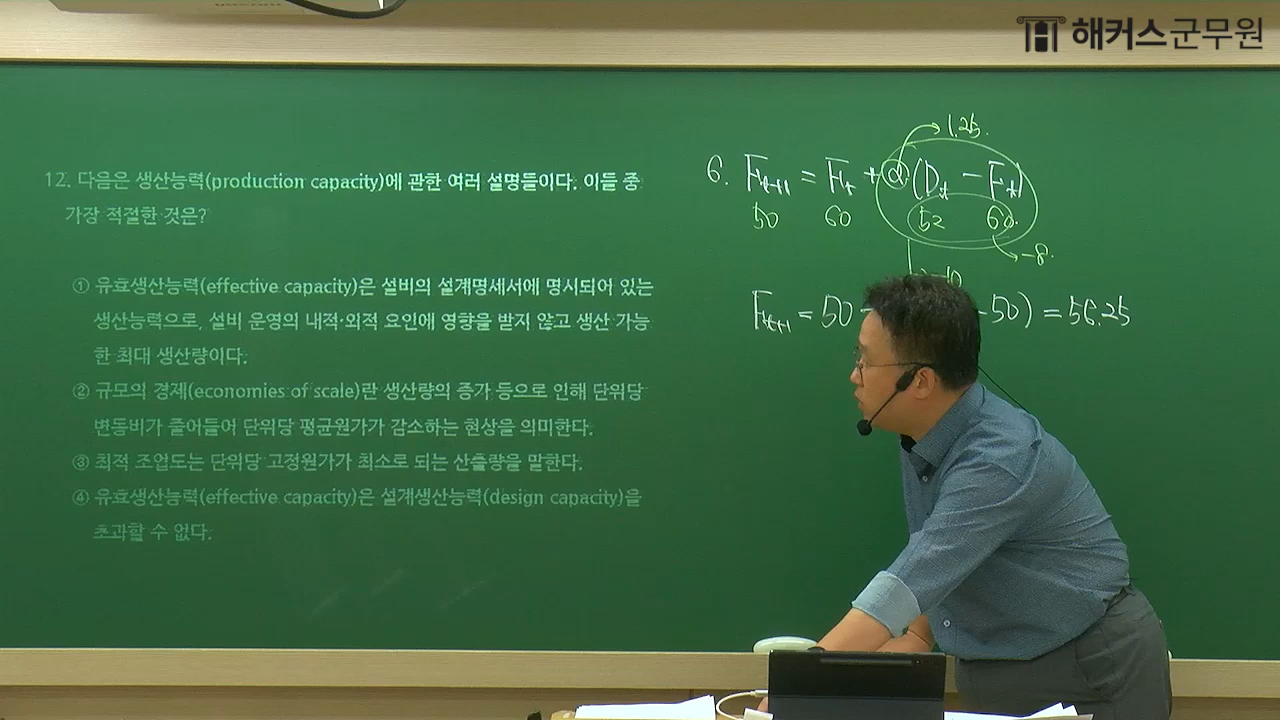 해커스군무원
12. 다음은 생산능력(production capacity)에 관한 여러 설명들이다. 이들 중
가장 적절한 것은?
① 유효생산능력(effective capacity)은 설비의 설계명세서에 명시되어 있는
생산능력으로, 설비 운영의 내적·외적 요인에 영향을 받지 않고 생산 가능
한 최대 생산량이다.
② 규모의 경제(economies of scale)란 생산량의 증가 등으로 인해 단위당
변동비가 줄어들어 단위당 평균원가가 감소하는 현상을 의미한다.
③ 최적 조업도는 단위당 고정원가가 최소로 되는 산출량을 말한다.
④ 유효생산능력(effective capacity)은 설계생산능력(design capacity)을
초과할 수 없다.
1.25.
6. Ft+1 = Ft + α(Dt - Ft)
50 60 52 60
-8.
-10
Ft+1 = 50 -50) = 56.25